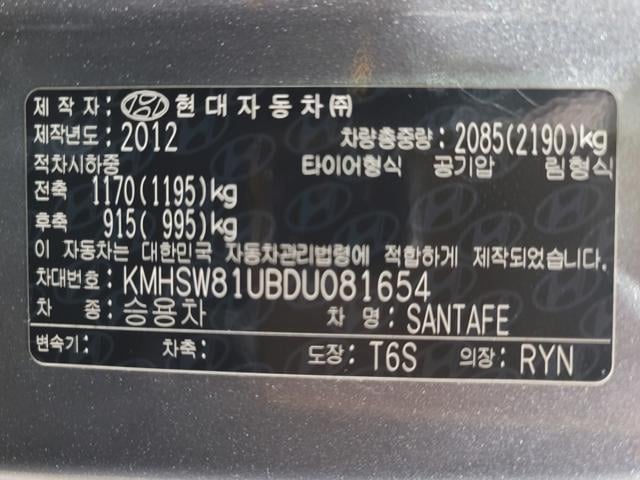 제 작 자 : 현대자동차㈜
제작년도 : 2012 차량총중량 : 2085(2190)kg
적차시하중 타이어형식 공기압 림형식
전축 1170(1195)kg
후축 915( 995)kg
이 자동차는 대한민국 자동차관리법령에 적합하게 제작되었습니다.
차대번호: KMHSW81UBDU081654
차 종 : 승용차 차 명 : SANTAFE
변속기: 차축: 도장: T6S 의장: RYN